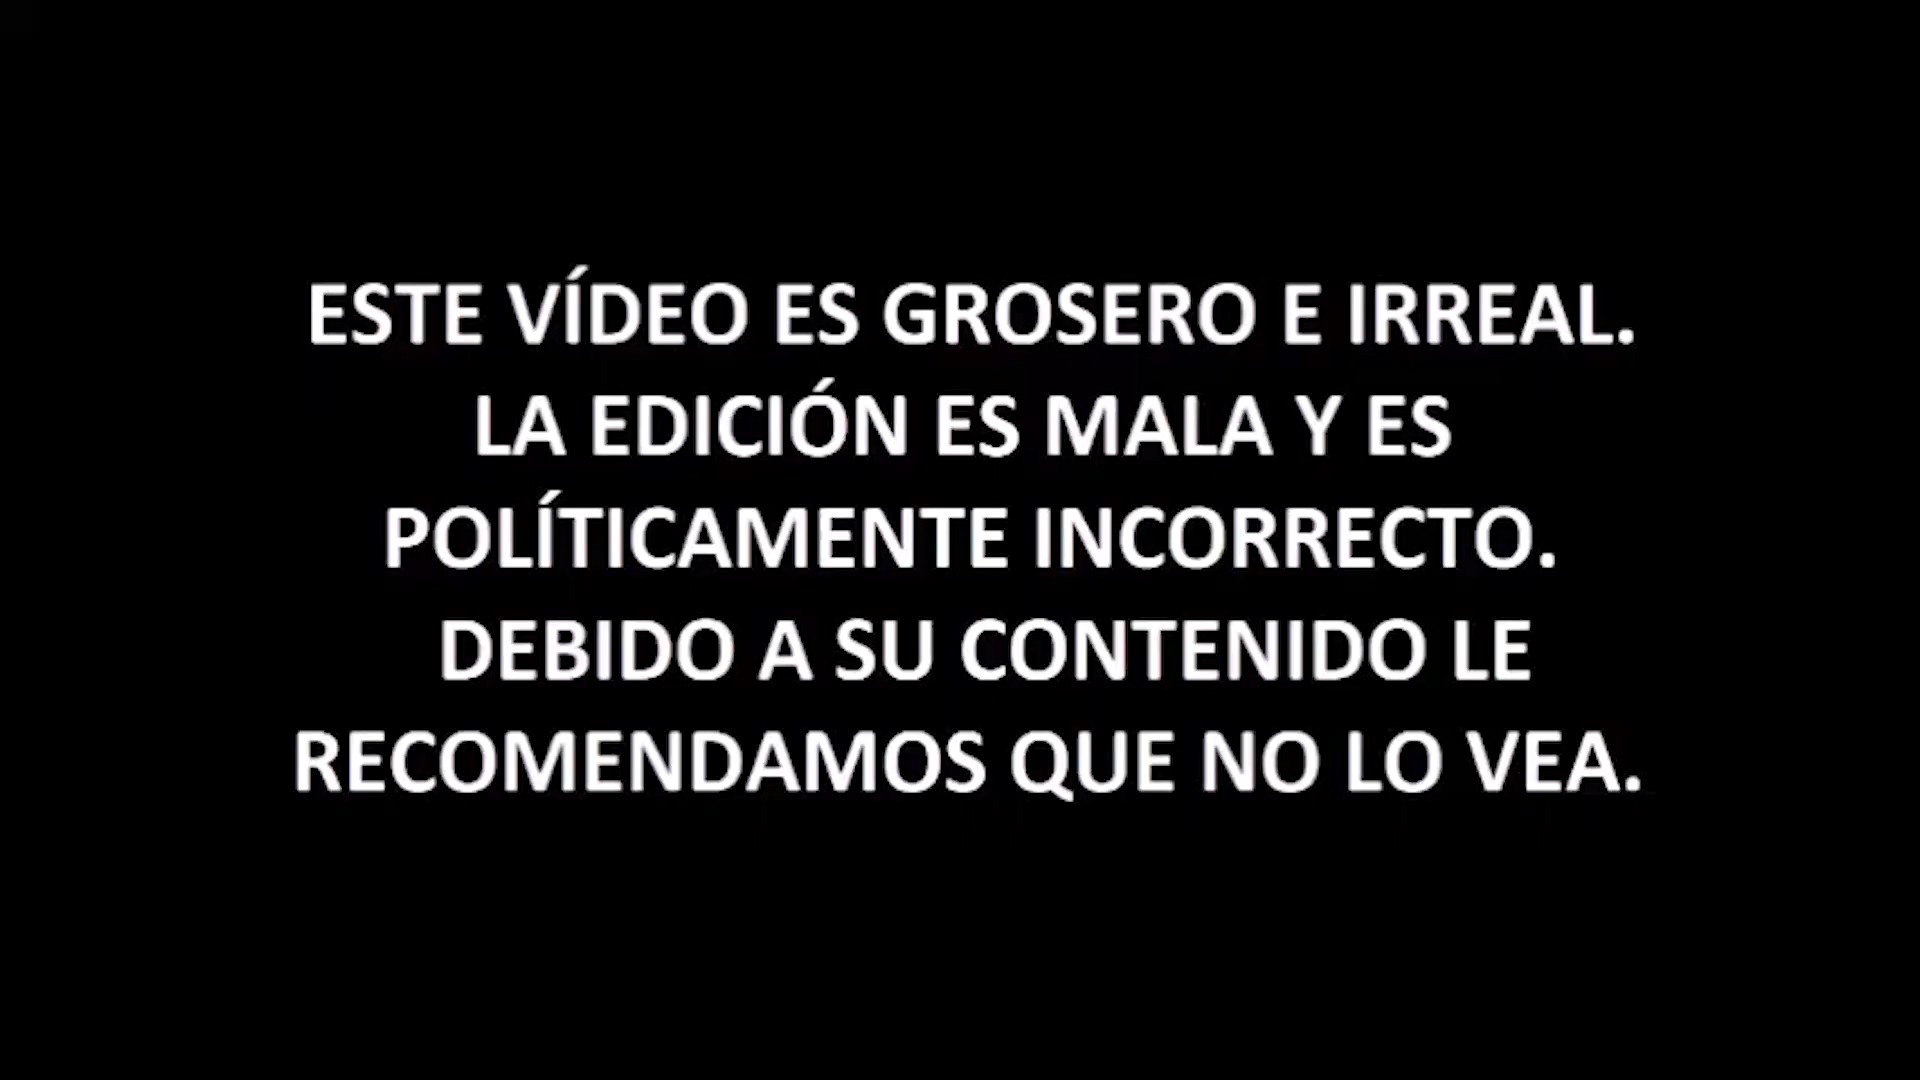 ESTE VÍDEO ES GROSERO E IRREAL.
LA EDICIÓN ES MALA Y ES
POLÍTICAMENTE INCORRECTO.
DEBIDO A SU CONTENIDO LE
RECOMENDAMOS QUE NO LO VEA.